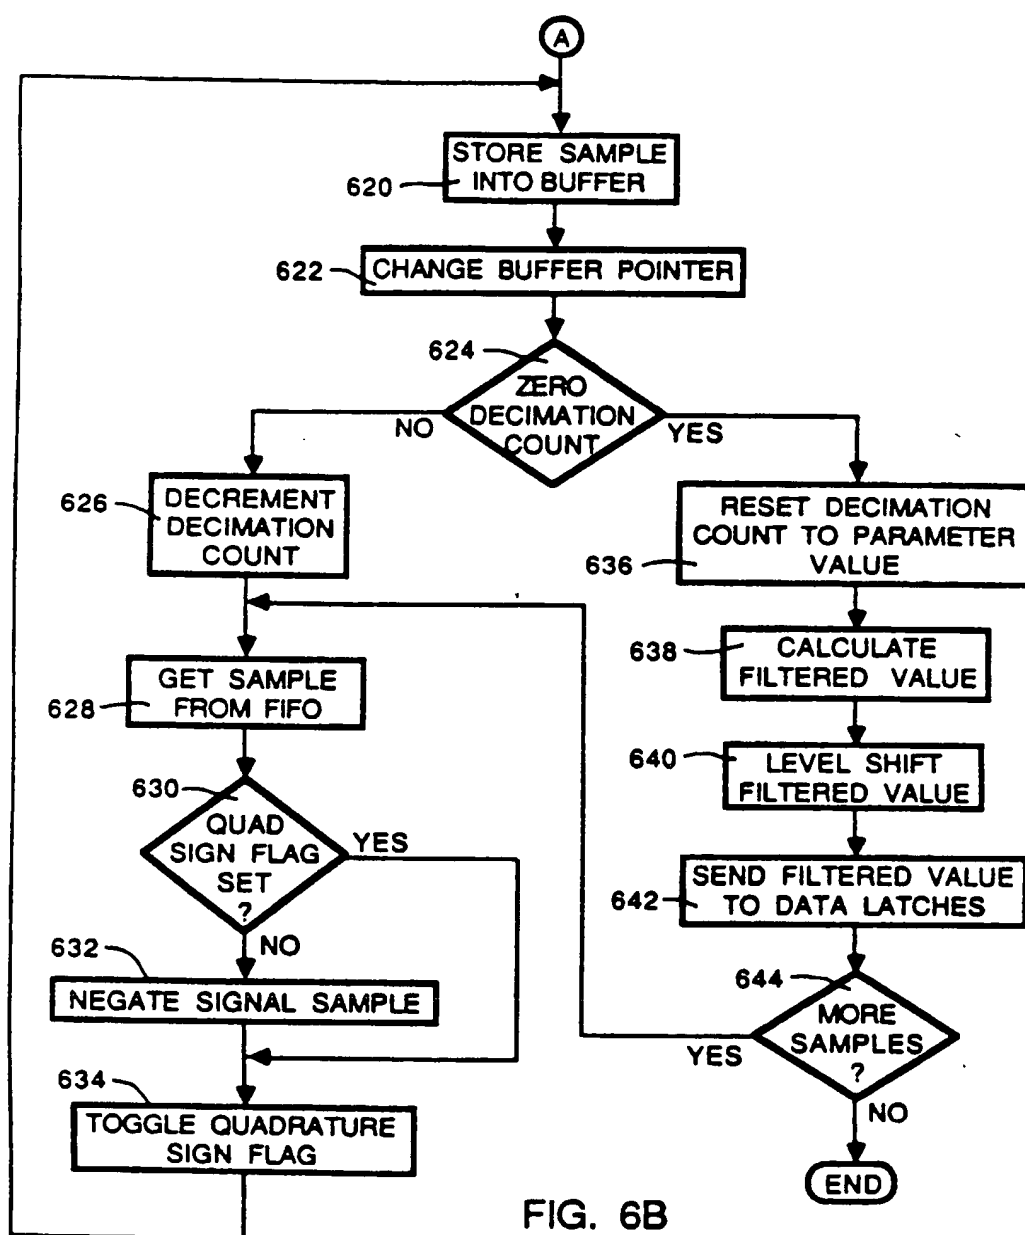 A
STORE SAMPLE
INTO BUFFER
620
CHANGE BUFFER POINTER
622
624
ZERO
DECIMATION
COUNT
NO
YES
626
DECREMENT
DECIMATION
COUNT
RESET DECIMATION
COUNT TO PARAMETER
VALUE
636
638
CALCULATE
FILTERED VALUE
GET SAMPLE
FROM FIFO
628
640
LEVEL SHIFT
FILTERED VALUE
630
QUAD
SIGN FLAG
SET
?
YES
NO
SEND FILTERED VALUE
TO DATA LATCHES
642
632
NEGATE SIGNAL SAMPLE
644
MORE
SAMPLES
?
YES
NO
634
TOGGLE QUADRATURE
SIGN FLAG
END
FIG. 6B